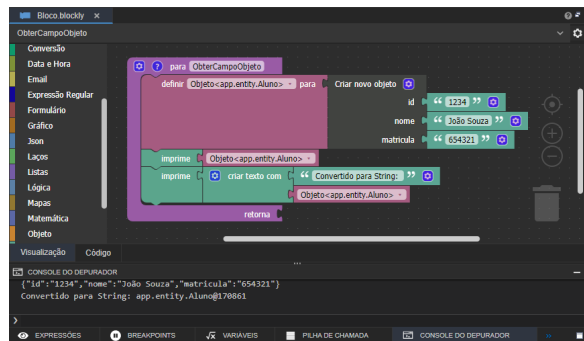 Bloco.blockly ×
ObterCampoObjeto
Conversão
Data e Hora
Email
Expressão Regular
Formulário
Gráfico
Json
Laços
Listas
Lógica
Mapas
Matemática
Objeto
? para ObterCampoObjeto
definir Objeto<app.entity.Aluno> para Criar novo objeto
id “ 1234 ”
nome “ João Souza ”
matricula “ 654321 ”
imprime Objeto<app.entity.Aluno>
imprime criar texto com “ Convertido para String: ”
Objeto<app.entity.Aluno>
retorna
Visualização Código
CONSOLE DO DEPURADOR
{"id":"1234","nome":"João Souza","matricula":"654321"}
Convertido para String: app.entity.Aluno@170861
>
EXPRESSÕES BREAKPOINTS VARIÁVEIS PILHA DE CHAMADA CONSOLE DO DEPURADOR